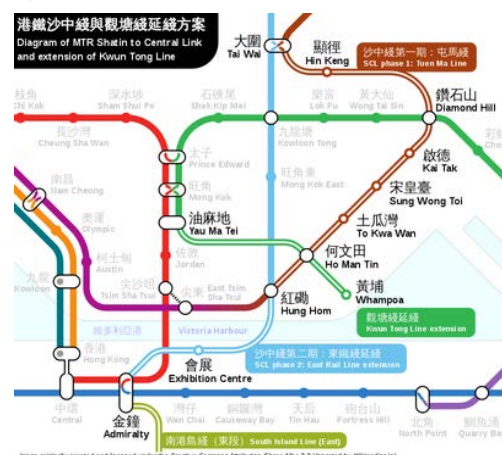 港鐵沙中綫與觀塘綫延綫方案
Diagram of MTR Shatin to Central Link
and extension of Kwun Tong Line
大圍
Tai Wai
顯徑
Hin Keng
沙中綫第一期：屯馬綫
SCL phase 1: Tuen Ma Line
枝角
Chi Kok
深水埗
Sham Shui Po
石硤尾
Shek Kip Mei
樂富
Lok Fu
黃大仙
Wong Tai Sin
鑽石山
Diamond Hill
長沙灣
Cheung Sha Wan
太子
Prince Edward
九龍塘
Kowloon Tong
彩虹
啟德
Kai Tak
南昌
Nam Cheong
旺角
Mong Kok
旺角東
Mong Kok East
宋皇臺
Sung Wong Toi
奧運
Olympic
油麻地
Yau Ma Tei
土瓜灣
To Kwa Wan
柯士甸
Austin
佐敦
Jordan
何文田
Ho Man Tin
九龍
Kowloon
尖沙咀
Tsim Sha Tsui
尖東
East Tsim
Sha Tsui
紅磡
Hung Hom
黃埔
Whampoa
觀塘綫延綫
Kwun Tong Line extension
維多利亞港
Victoria Harbour
香港
Hong Kong
會展
Exhibition Centre
沙中綫第二期：東鐵綫延綫
SCL phase 2: East Rail Line extension
中環
Central
金鐘
Admiralty
灣仔
Wan Chai
銅鑼灣
Causeway Bay
天后
Tin Hau
炮台山
Fortress Hill
北角
North Point
鰂魚涌
Quarry Ba
南港島綫（東段）South Island Line (East)